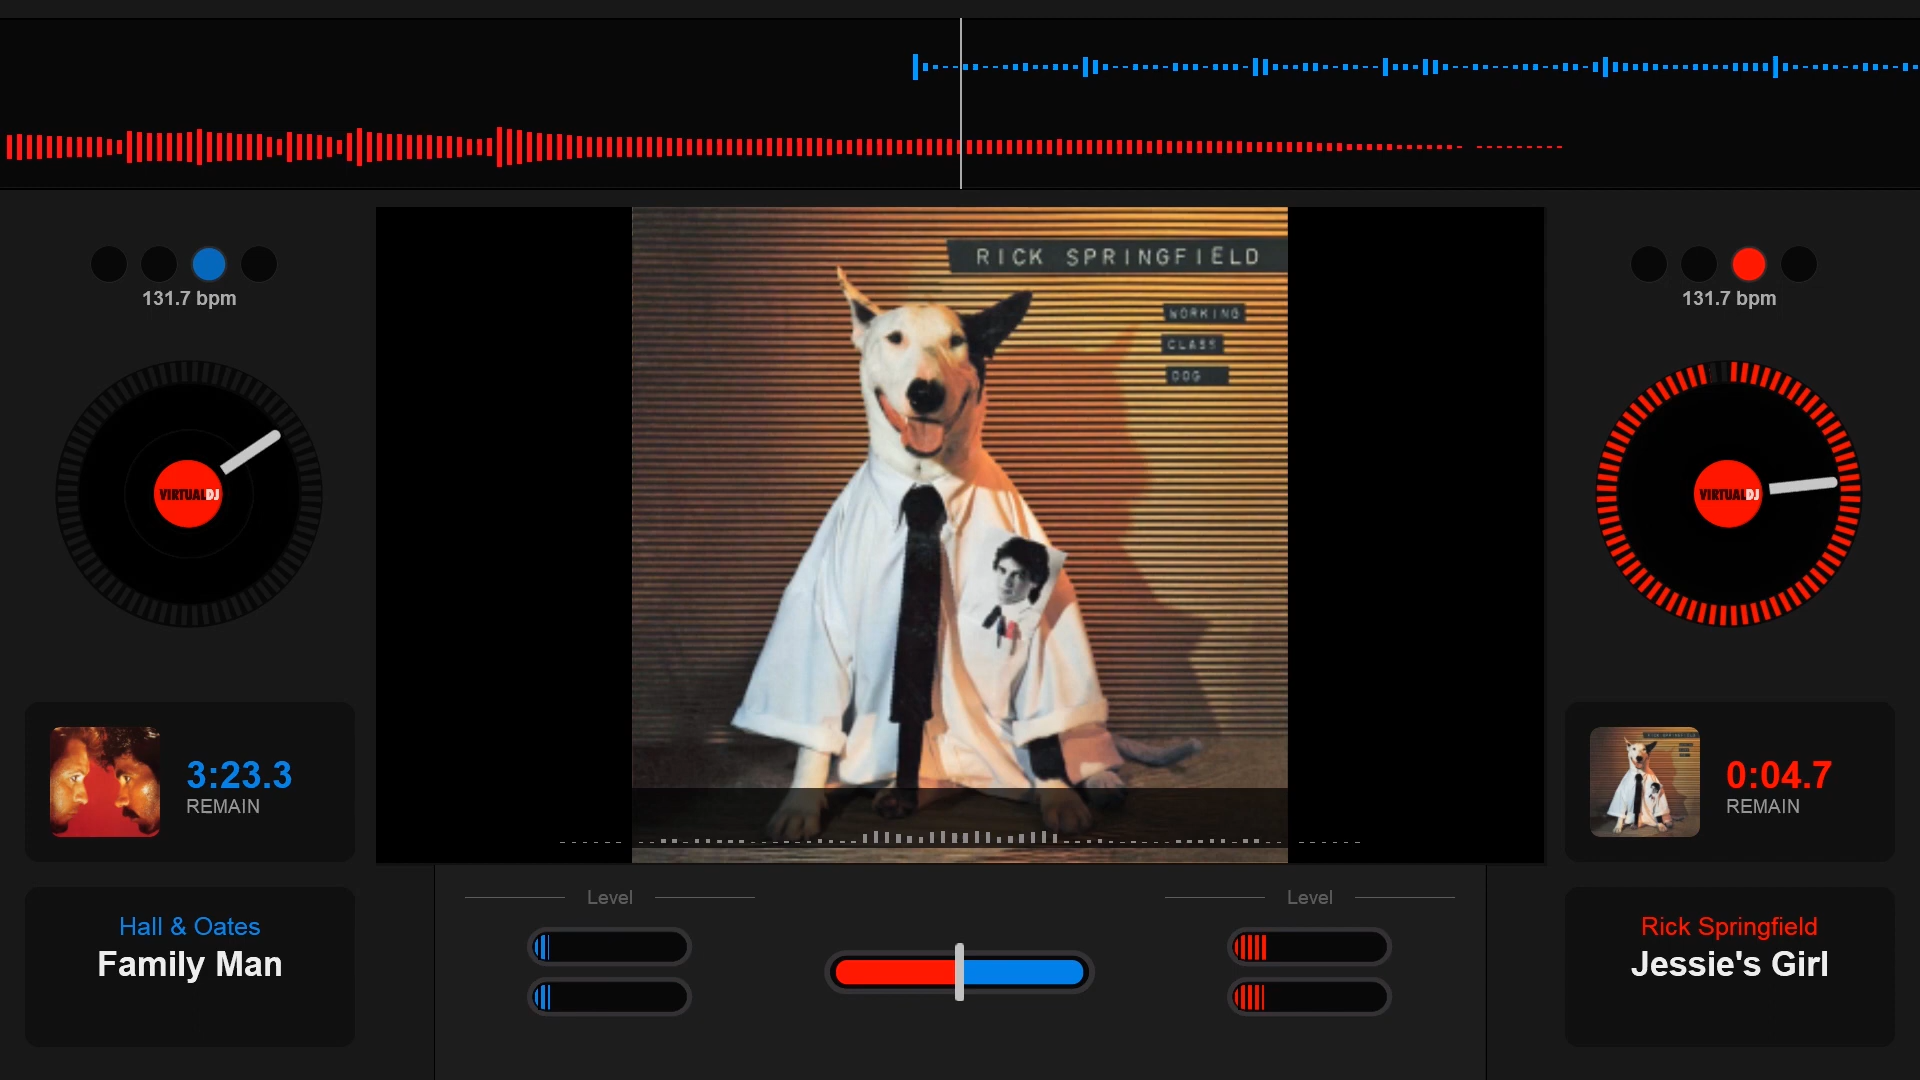 131.7 bpm
131.7 bpm
RICK SPRINGFIELD
WORKING
CLASS
DOG
VIRTUALDJ
VIRTUALDJ
3:23.3
REMAIN
0:04.7
REMAIN
Hall & Oates
Family Man
Level
Level
Rick Springfield
Jessie's Girl